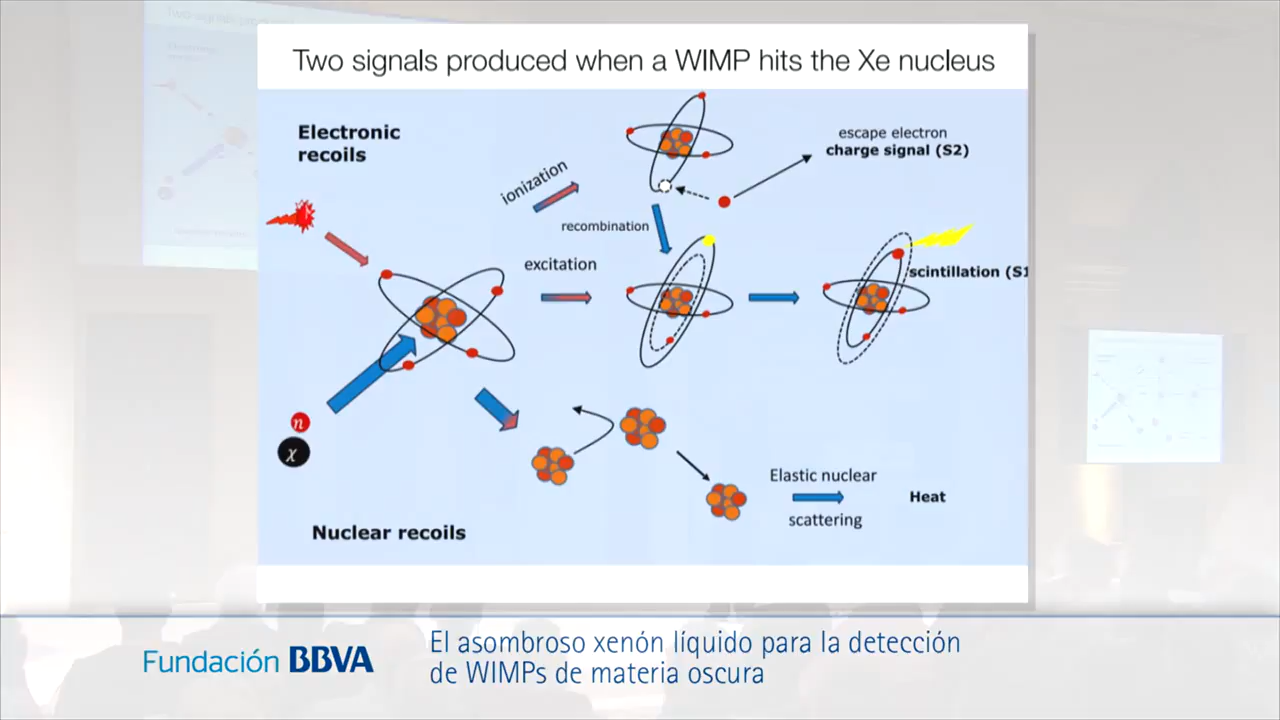 Two signals produced when a WIMP hits the Xe nucleus
Electronic
recoils
ionization
escape electron
charge signal (S2)
recombination
excitation
scintillation (S1
n
χ
Elastic nuclear
scattering
Heat
Nuclear recoils
Fundación BBVA
El asombroso xenón líquido para la detección
de WIMPs de materia oscura